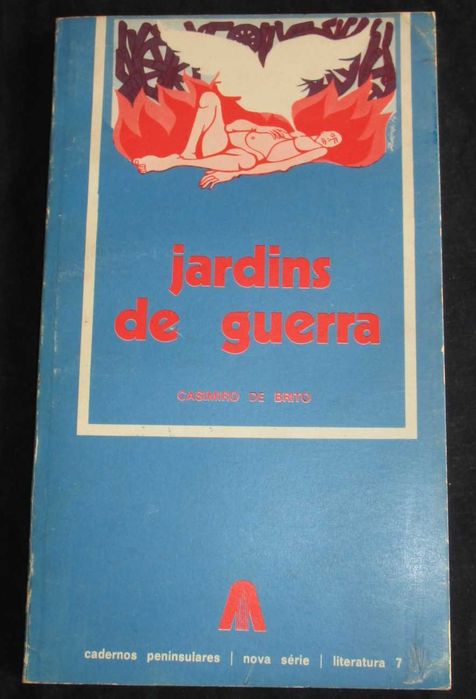 jardins
de guerra
CASIMIRO DE BRITO
cadernos peninsulares | nova série | literatura 7